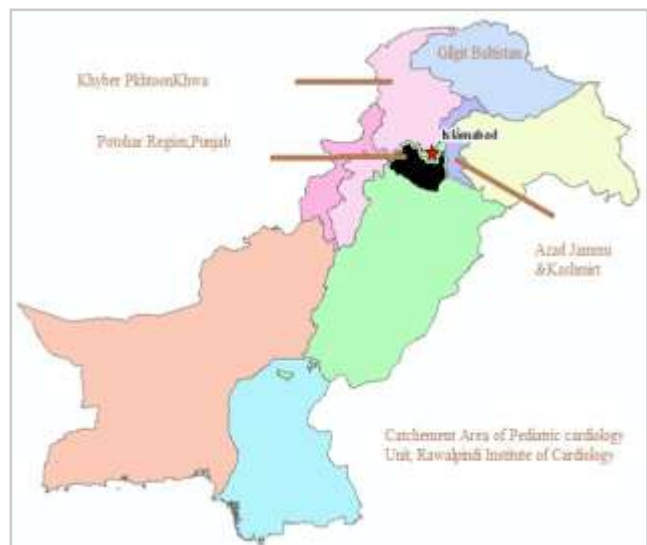 Gilgit Baltistan
Khyber PkhtoonKhwa
Islamabad
Potohar Region,Punjab
Azad Jammu
&Kashmirt
Catchement Area of Pediatric cardiology
Unit, Rawalpindi Institute of Cardiology